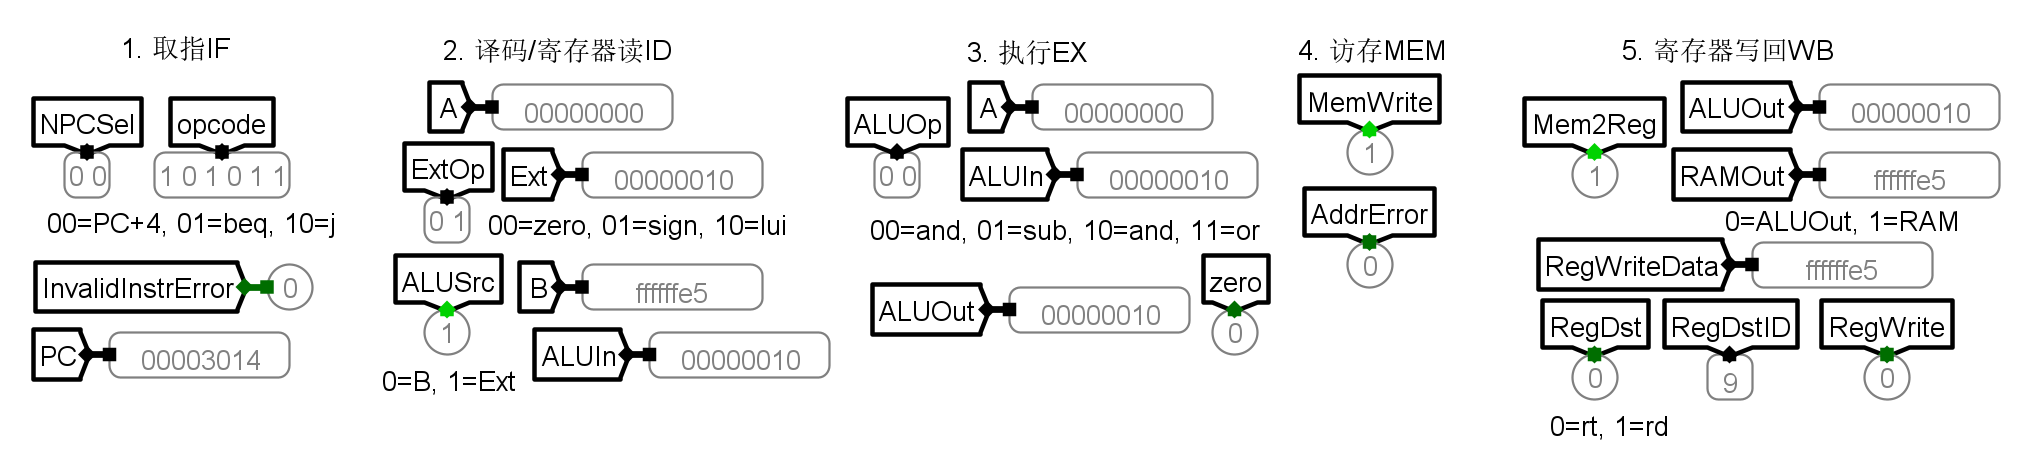 1. 取指IF
NPCSel
opcode
0 0
1 0 1 0 1 1
00=PC+4, 01=beq, 10=j
InvalidInstrError
0
PC
00003014
2. 译码/寄存器读ID
A
00000000
ExtOp
0 1
Ext
00000010
00=zero, 01=sign, 10=lui
ALUSrc
1
B
ffffffe5
ALUIn
00000010
0=B, 1=Ext
3. 执行EX
ALUOp
0 0
A
00000000
ALUIn
00000010
00=and, 01=sub, 10=and, 11=or
ALUOut
00000010
zero
0
4. 访存MEM
MemWrite
1
AddrError
0
5. 寄存器写回WB
Mem2Reg
1
ALUOut
00000010
RAMOut
ffffffe5
0=ALUOut, 1=RAM
RegWriteData
ffffffe5
RegDst
0
RegDstID
9
RegWrite
0
0=rt, 1=rd